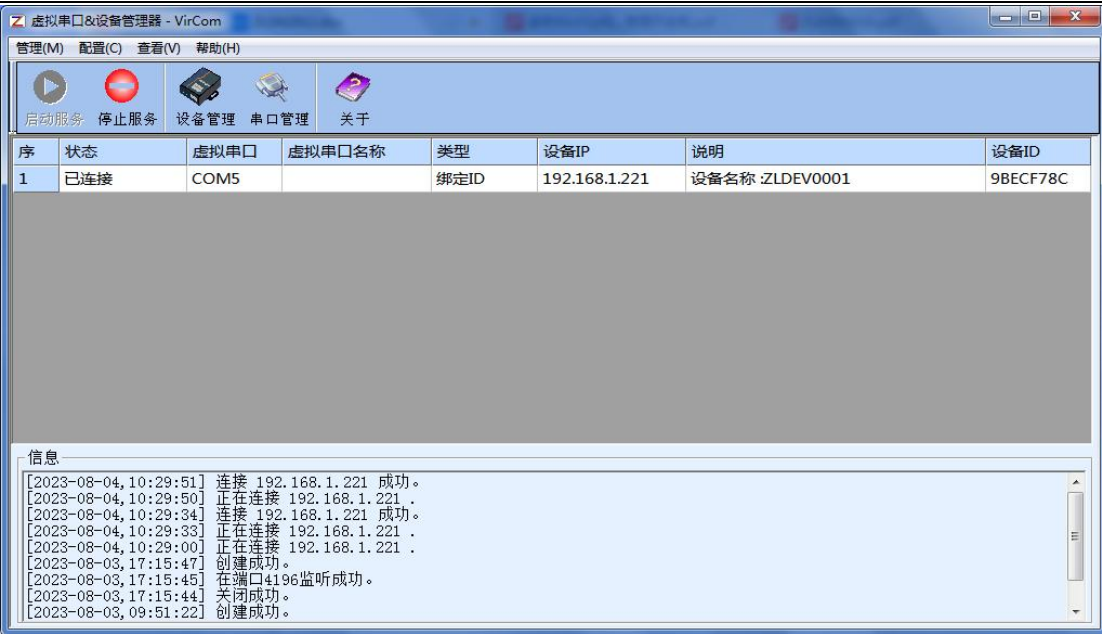 虚拟串口&设备管理器 - VirCom
管理(M) 配置(C) 查看(V) 帮助(H)
启动服务 停止服务 设备管理 串口管理 关于
序 状态 虚拟串口 虚拟串口名称 类型 设备IP 说明 设备ID
1 已连接 COM5 绑定ID 192.168.1.221 设备名称:ZLDEV0001 9BECF78C
信息
[2023-08-04,10:29:51] 连接 192.168.1.221 成功。
[2023-08-04,10:29:50] 正在连接 192.168.1.221 .
[2023-08-04,10:29:34] 连接 192.168.1.221 成功。
[2023-08-04,10:29:33] 正在连接 192.168.1.221 .
[2023-08-04,10:29:00] 正在连接 192.168.1.221 .
[2023-08-03,17:15:47] 创建成功。
[2023-08-03,17:15:45] 在端口4196监听成功。
[2023-08-03,17:15:44] 关闭成功。
[2023-08-03,09:51:22] 创建成功。